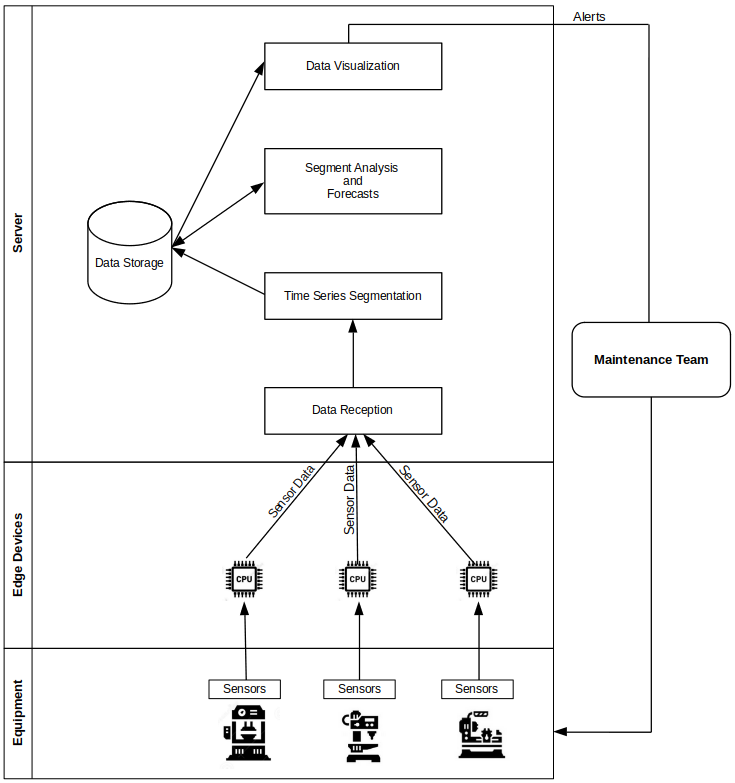 Alerts
Data Visualization
Segment Analysis
and
Forecasts
Server
Data Storage
Time Series Segmentation
Maintenance Team
Data Reception
Sensor Data
Sensor Data
Sensor Data
Edge Devices
CPU
CPU
CPU
Equipment
Sensors
Sensors
Sensors